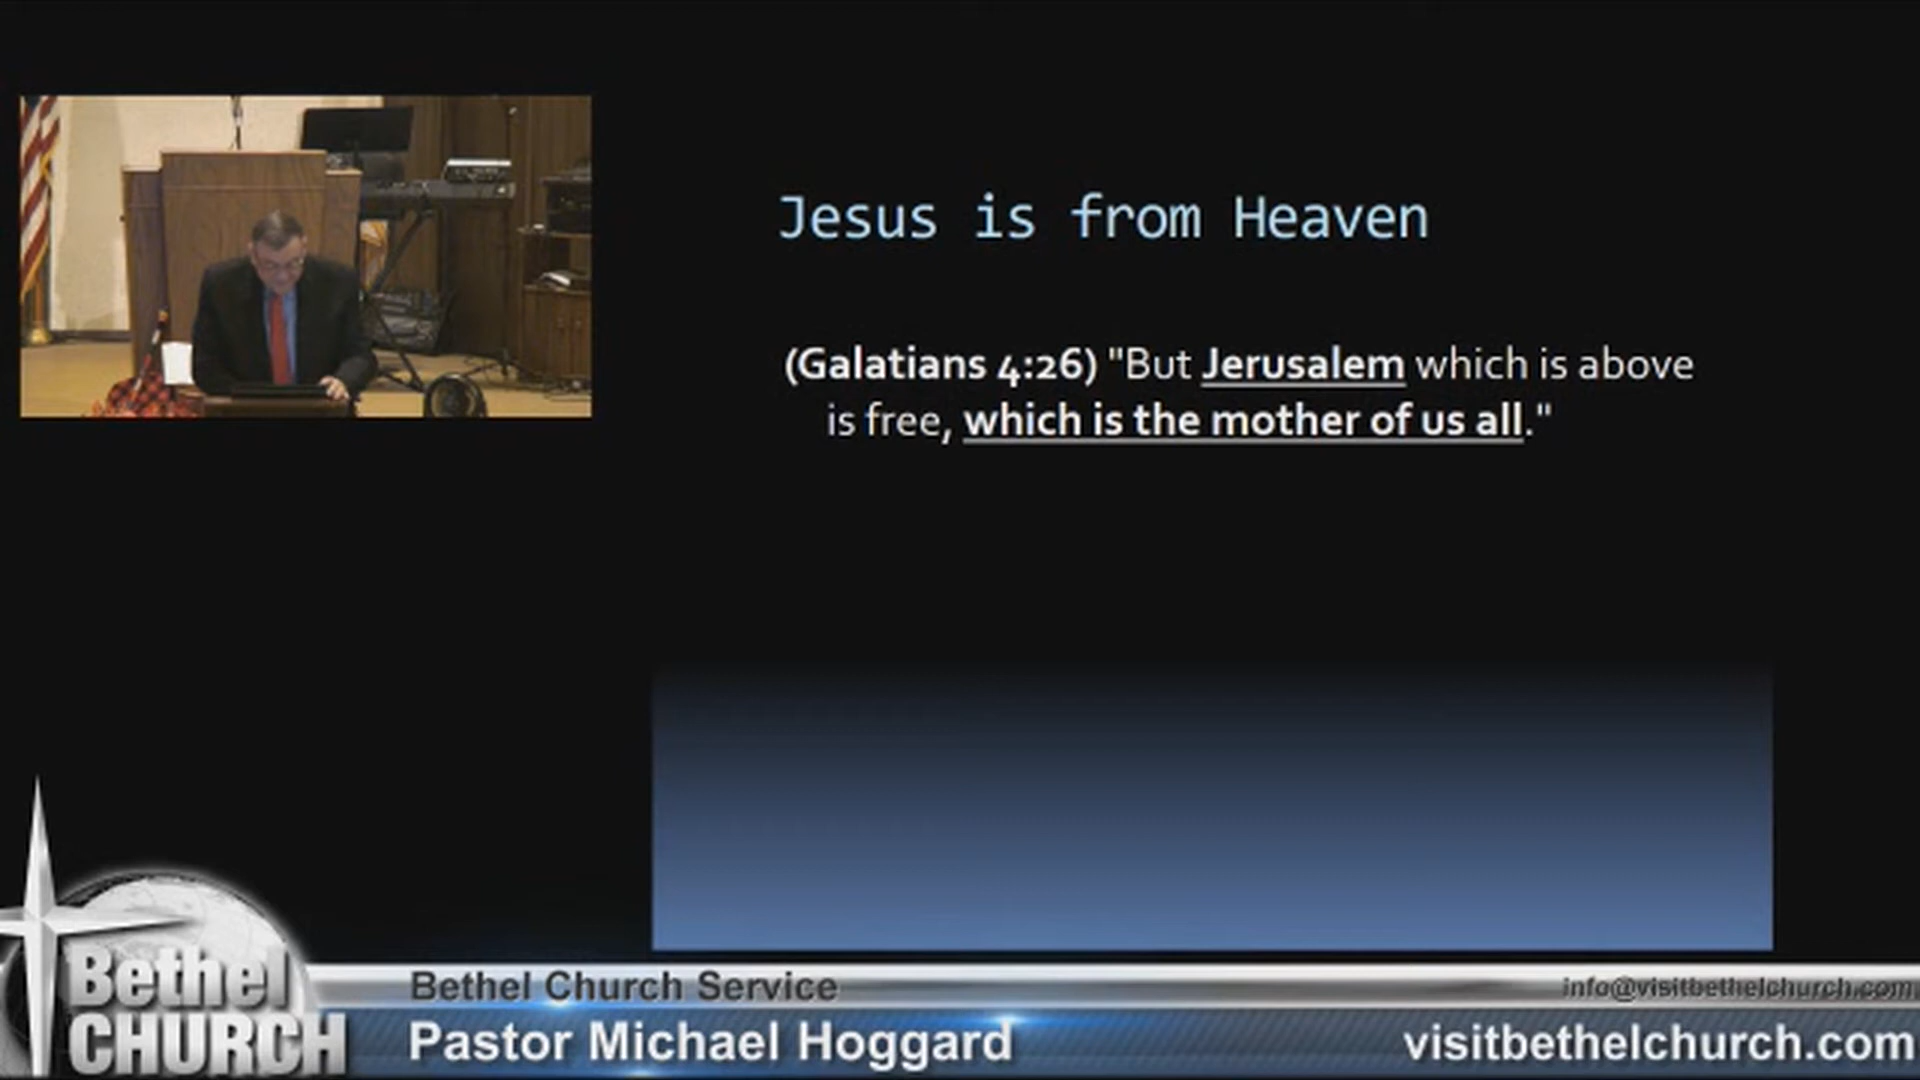 Jesus is from Heaven
(Galatians 4:26) "But Jerusalem which is above
is free, which is the mother of us all."
Bethel
CHURCH
Bethel Church Service
info@visitbethelchurch.com
Pastor Michael Hoggard
visitbethelchurch.com